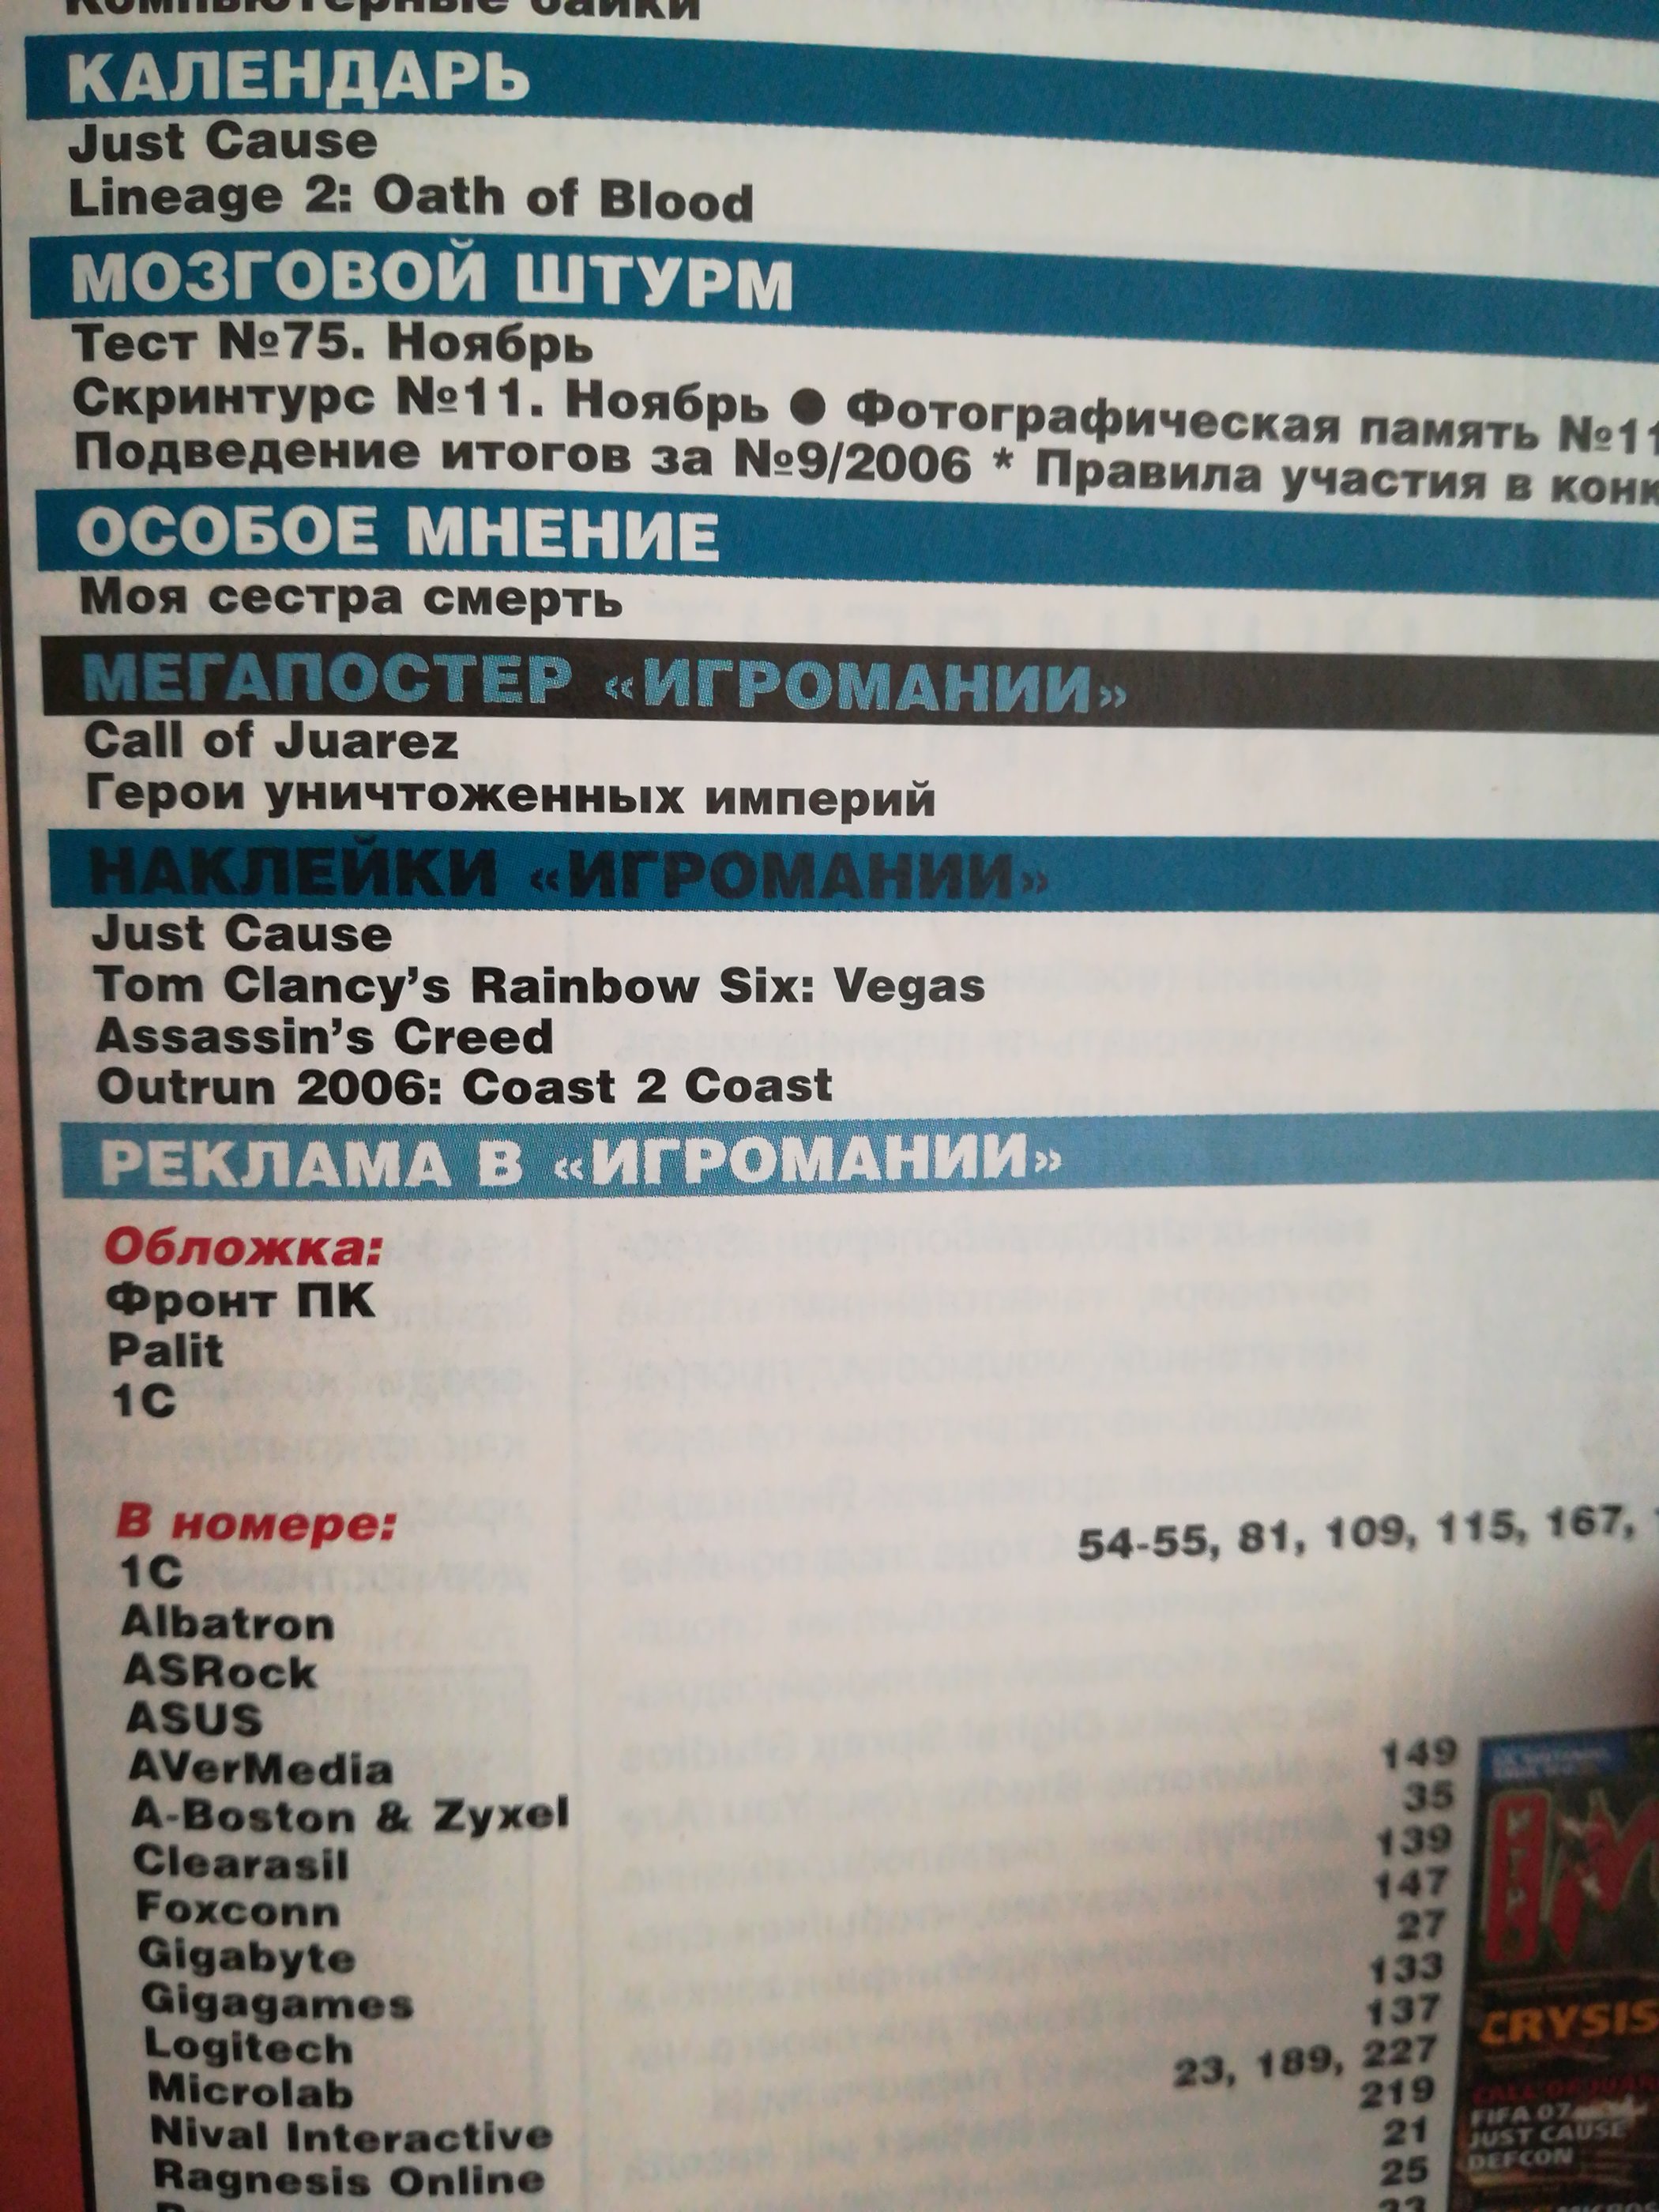 Компьютерные байки
КАЛЕНДАРЬ
Just Cause
Lineage 2: Oath of Blood
МОЗГОВОЙ ШТУРМ
Тест №75. Ноябрь
Скринтурс №11. Ноябрь ● Фотографическая память №11
Подведение итогов за №9/2006 * Правила участия в конк
ОСОБОЕ МНЕНИЕ
Моя сестра смерть
МЕГАПОСТЕР «ИГРОМАНИИ»
Call of Juarez
Герои уничтоженных империй
НАКЛЕЙКИ «ИГРОМАНИИ»
Just Cause
Tom Clancy's Rainbow Six: Vegas
Assassin's Creed
Outrun 2006: Coast 2 Coast
РЕКЛАМА В «ИГРОМАНИИ»
Обложка:
Фронт ПК
Palit
1C
В номере:
1C 54-55, 81, 109, 115, 167,
Albatron
ASRock
ASUS
AVerMedia
A-Boston & Zyxel
Clearasil
Foxconn
Gigabyte
Gigagames
Logitech
Microlab
Nival Interactive
Ragnesis Online
149
35
139
147
27
133
137
23, 189, 227
219
21
25
33
CRYSIS
FIFA 07
JUST CAUSE
DEFCON